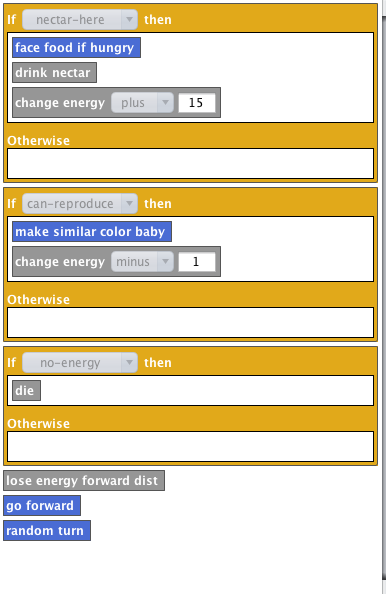 If nectar-here then
face food if hungry
drink nectar
change energy plus 15
Otherwise
If can-reproduce then
make similar color baby
change energy minus 1
Otherwise
If no-energy then
die
Otherwise
lose energy forward dist
go forward
random turn